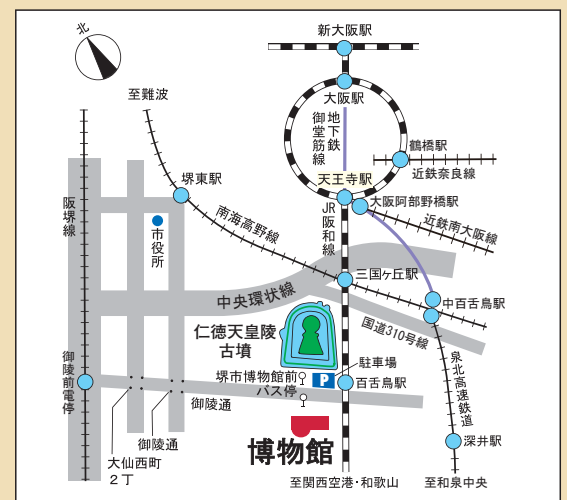 北
新大阪駅
至難波
大阪駅
地下鉄
御堂筋線
鶴橋駅
近鉄奈良線
堺東駅
天王寺駅
大阪阿部野橋駅
阪堺線
市役所
南海高野線
JR阪和線
近鉄南大阪線
三国ヶ丘駅
中央環状線
中百舌鳥駅
仁徳天皇陵
古墳
国道310号線
御陵前電停
駐車場
P
堺市博物館前
バス停
百舌鳥駅
泉北高速鉄道
御陵通
御陵通
大仙西町
2丁
博物館
深井駅
至関西空港・和歌山
至和泉中央